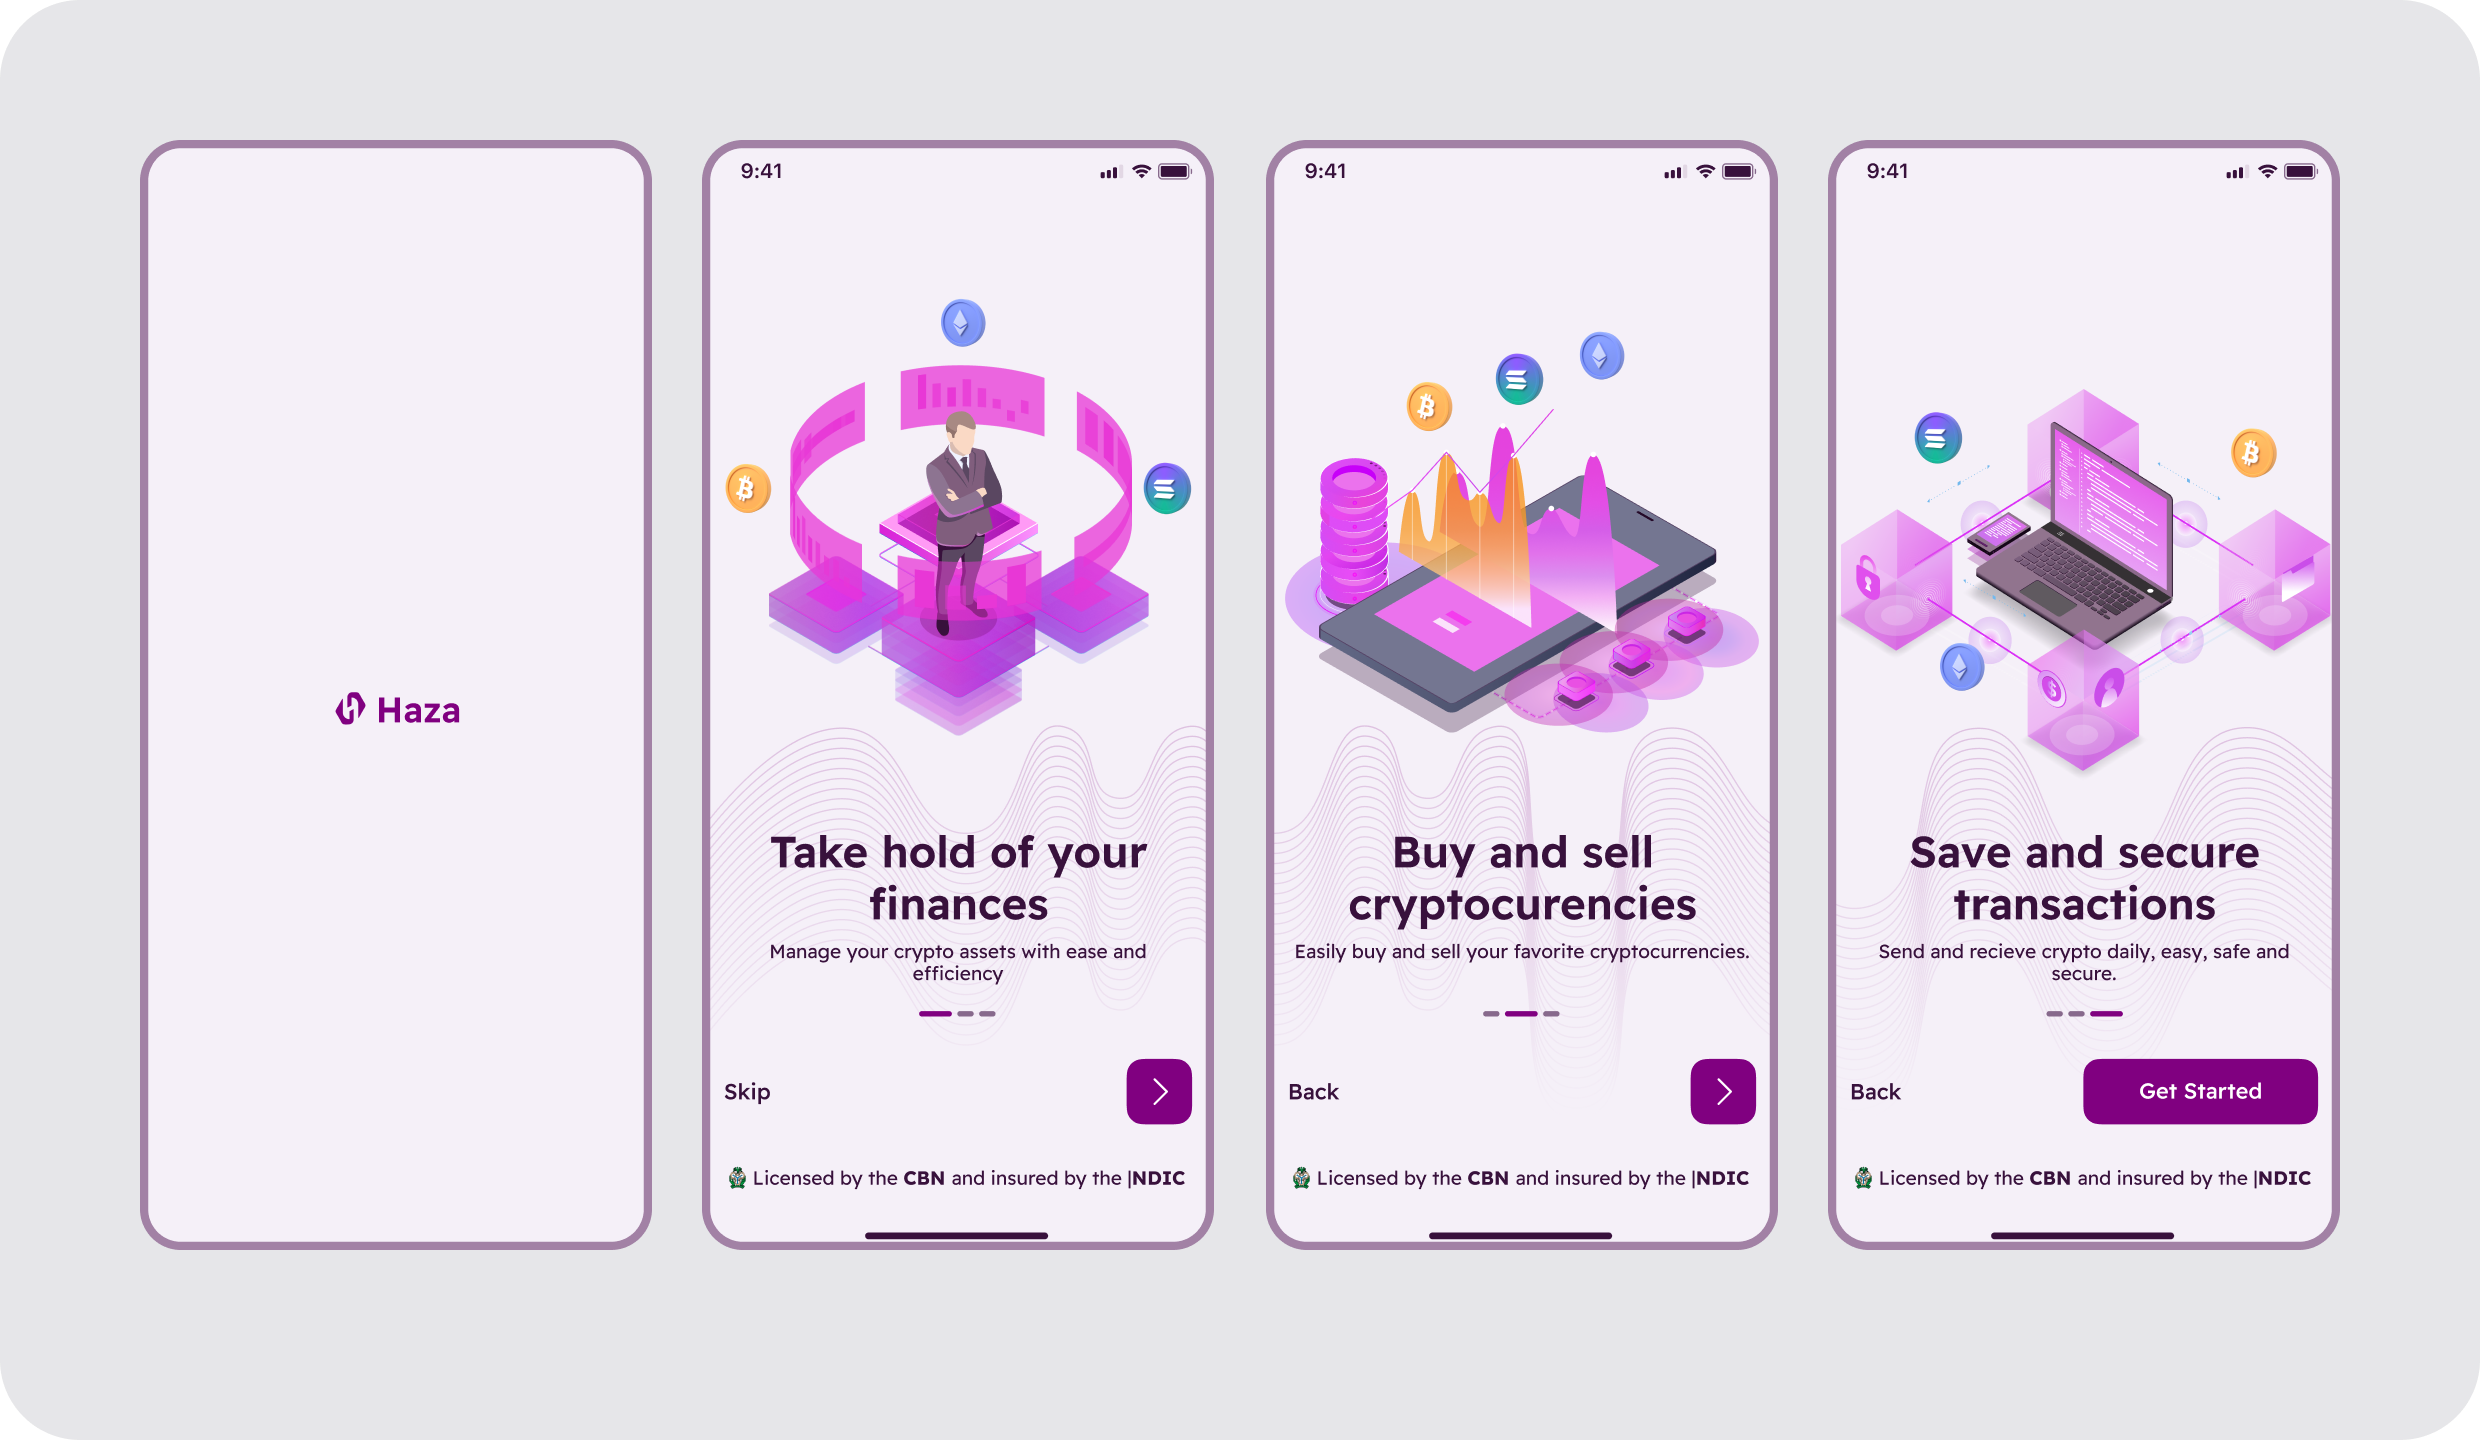 Haza
9:41
Take hold of your
finances
Manage your crypto assets with ease and
efficiency
Skip
Licensed by the CBN and insured by the |NDIC
9:41
Buy and sell
cryptocurencies
Easily buy and sell your favorite cryptocurrencies.
Back
Licensed by the CBN and insured by the |NDIC
9:41
Save and secure
transactions
Send and recieve crypto daily, easy, safe and
secure.
Back
Get Started
Licensed by the CBN and insured by the |NDIC